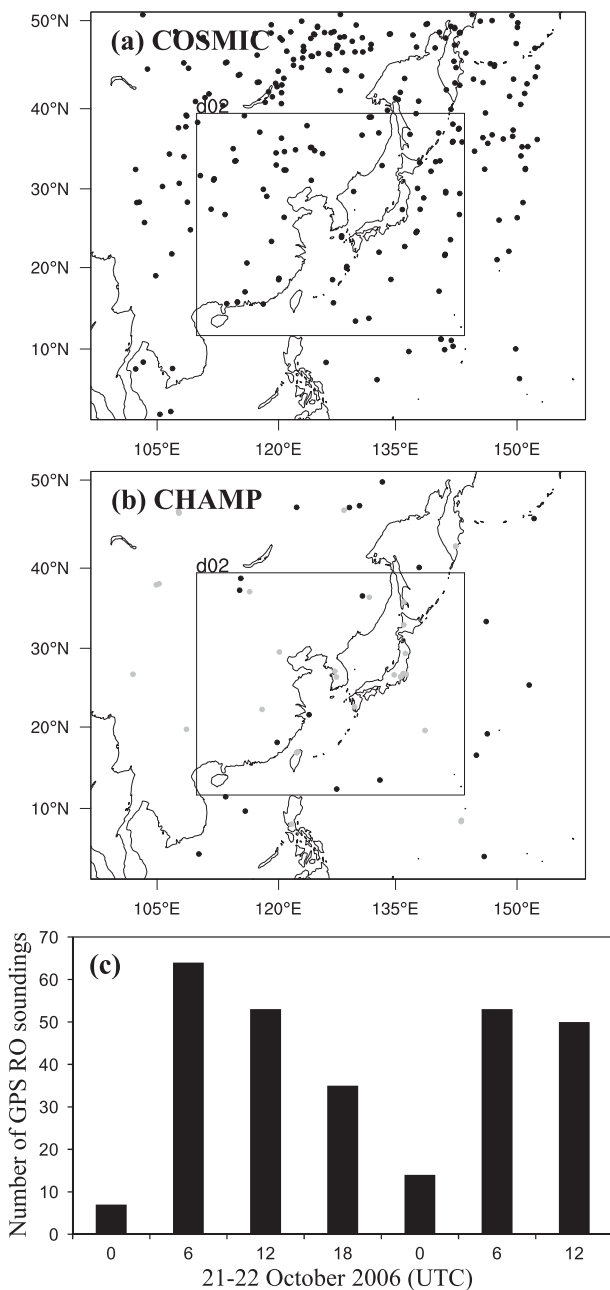 50°N
(a) COSMIC
40°N
d02
30°N
20°N
10°N
105°E 120°E 135°E 150°E
50°N
(b) CHAMP
40°N
d02
30°N
20°N
10°N
105°E 120°E 135°E 150°E
Number of GPS RO soundings
70
(c)
60
50
40
30
20
10
0
0 6 12 18 0 6 12
21-22 October 2006 (UTC)